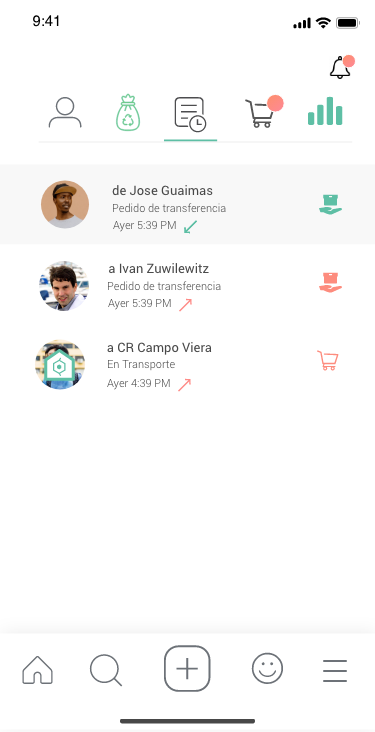 9:41
de Jose Guaimas
Pedido de transferencia
Ayer 5:39 PM
a Ivan Zuwilewitz
Pedido de transferencia
Ayer 5:39 PM
a CR Campo Viera
En Transporte
Ayer 4:39 PM